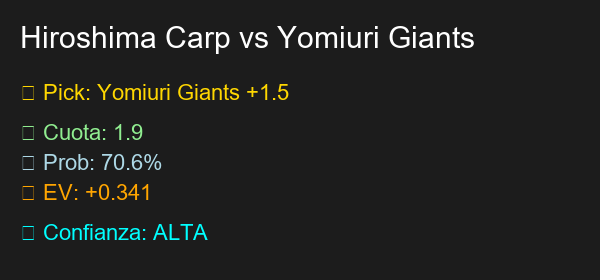 Hiroshima Carp vs Yomiuri Giants
Pick: Yomiuri Giants +1.5
Cuota: 1.9
Prob: 70.6%
EV: +0.341
Confianza: ALTA